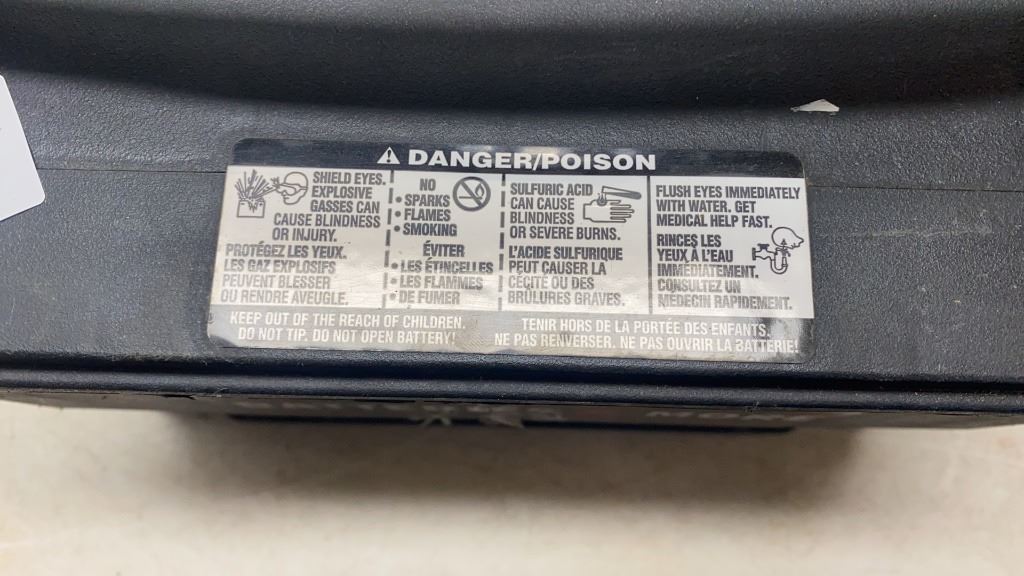 DANGER/POISON
SHIELD EYES.
EXPLOSIVE
GASSES CAN
CAUSE BLINDNESS
OR INJURY.
PROTÉGEZ LES YEUX.
LES GAZ EXPLOSIFS
PEUVENT BLESSER
OU RENDRE AVEUGLE.
NO
• SPARKS
• FLAMES
• SMOKING
ÉVITER
• LES ÉTINCELLES
• LES FLAMMES
• DE FUMER
SULFURIC ACID
CAN CAUSE
BLINDNESS
OR SEVERE BURNS.
L'ACIDE SULFURIQUE
PEUT CAUSER LA
CÉCITÉ OU DES
BRÛLURES GRAVES.
FLUSH EYES IMMEDIATELY
WITH WATER. GET
MEDICAL HELP FAST.
RINCES LES
YEUX À L'EAU
IMMÉDIATEMENT.
CONSULTEZ UN
MÉDECIN RAPIDEMENT.
KEEP OUT OF THE REACH OF CHILDREN.
DO NOT TIP. DO NOT OPEN BATTERY!
TENIR HORS DE LA PORTÉE DES ENFANTS.
NE PAS RENVERSER. NE PAS OUVRIR LA BATTERIE!